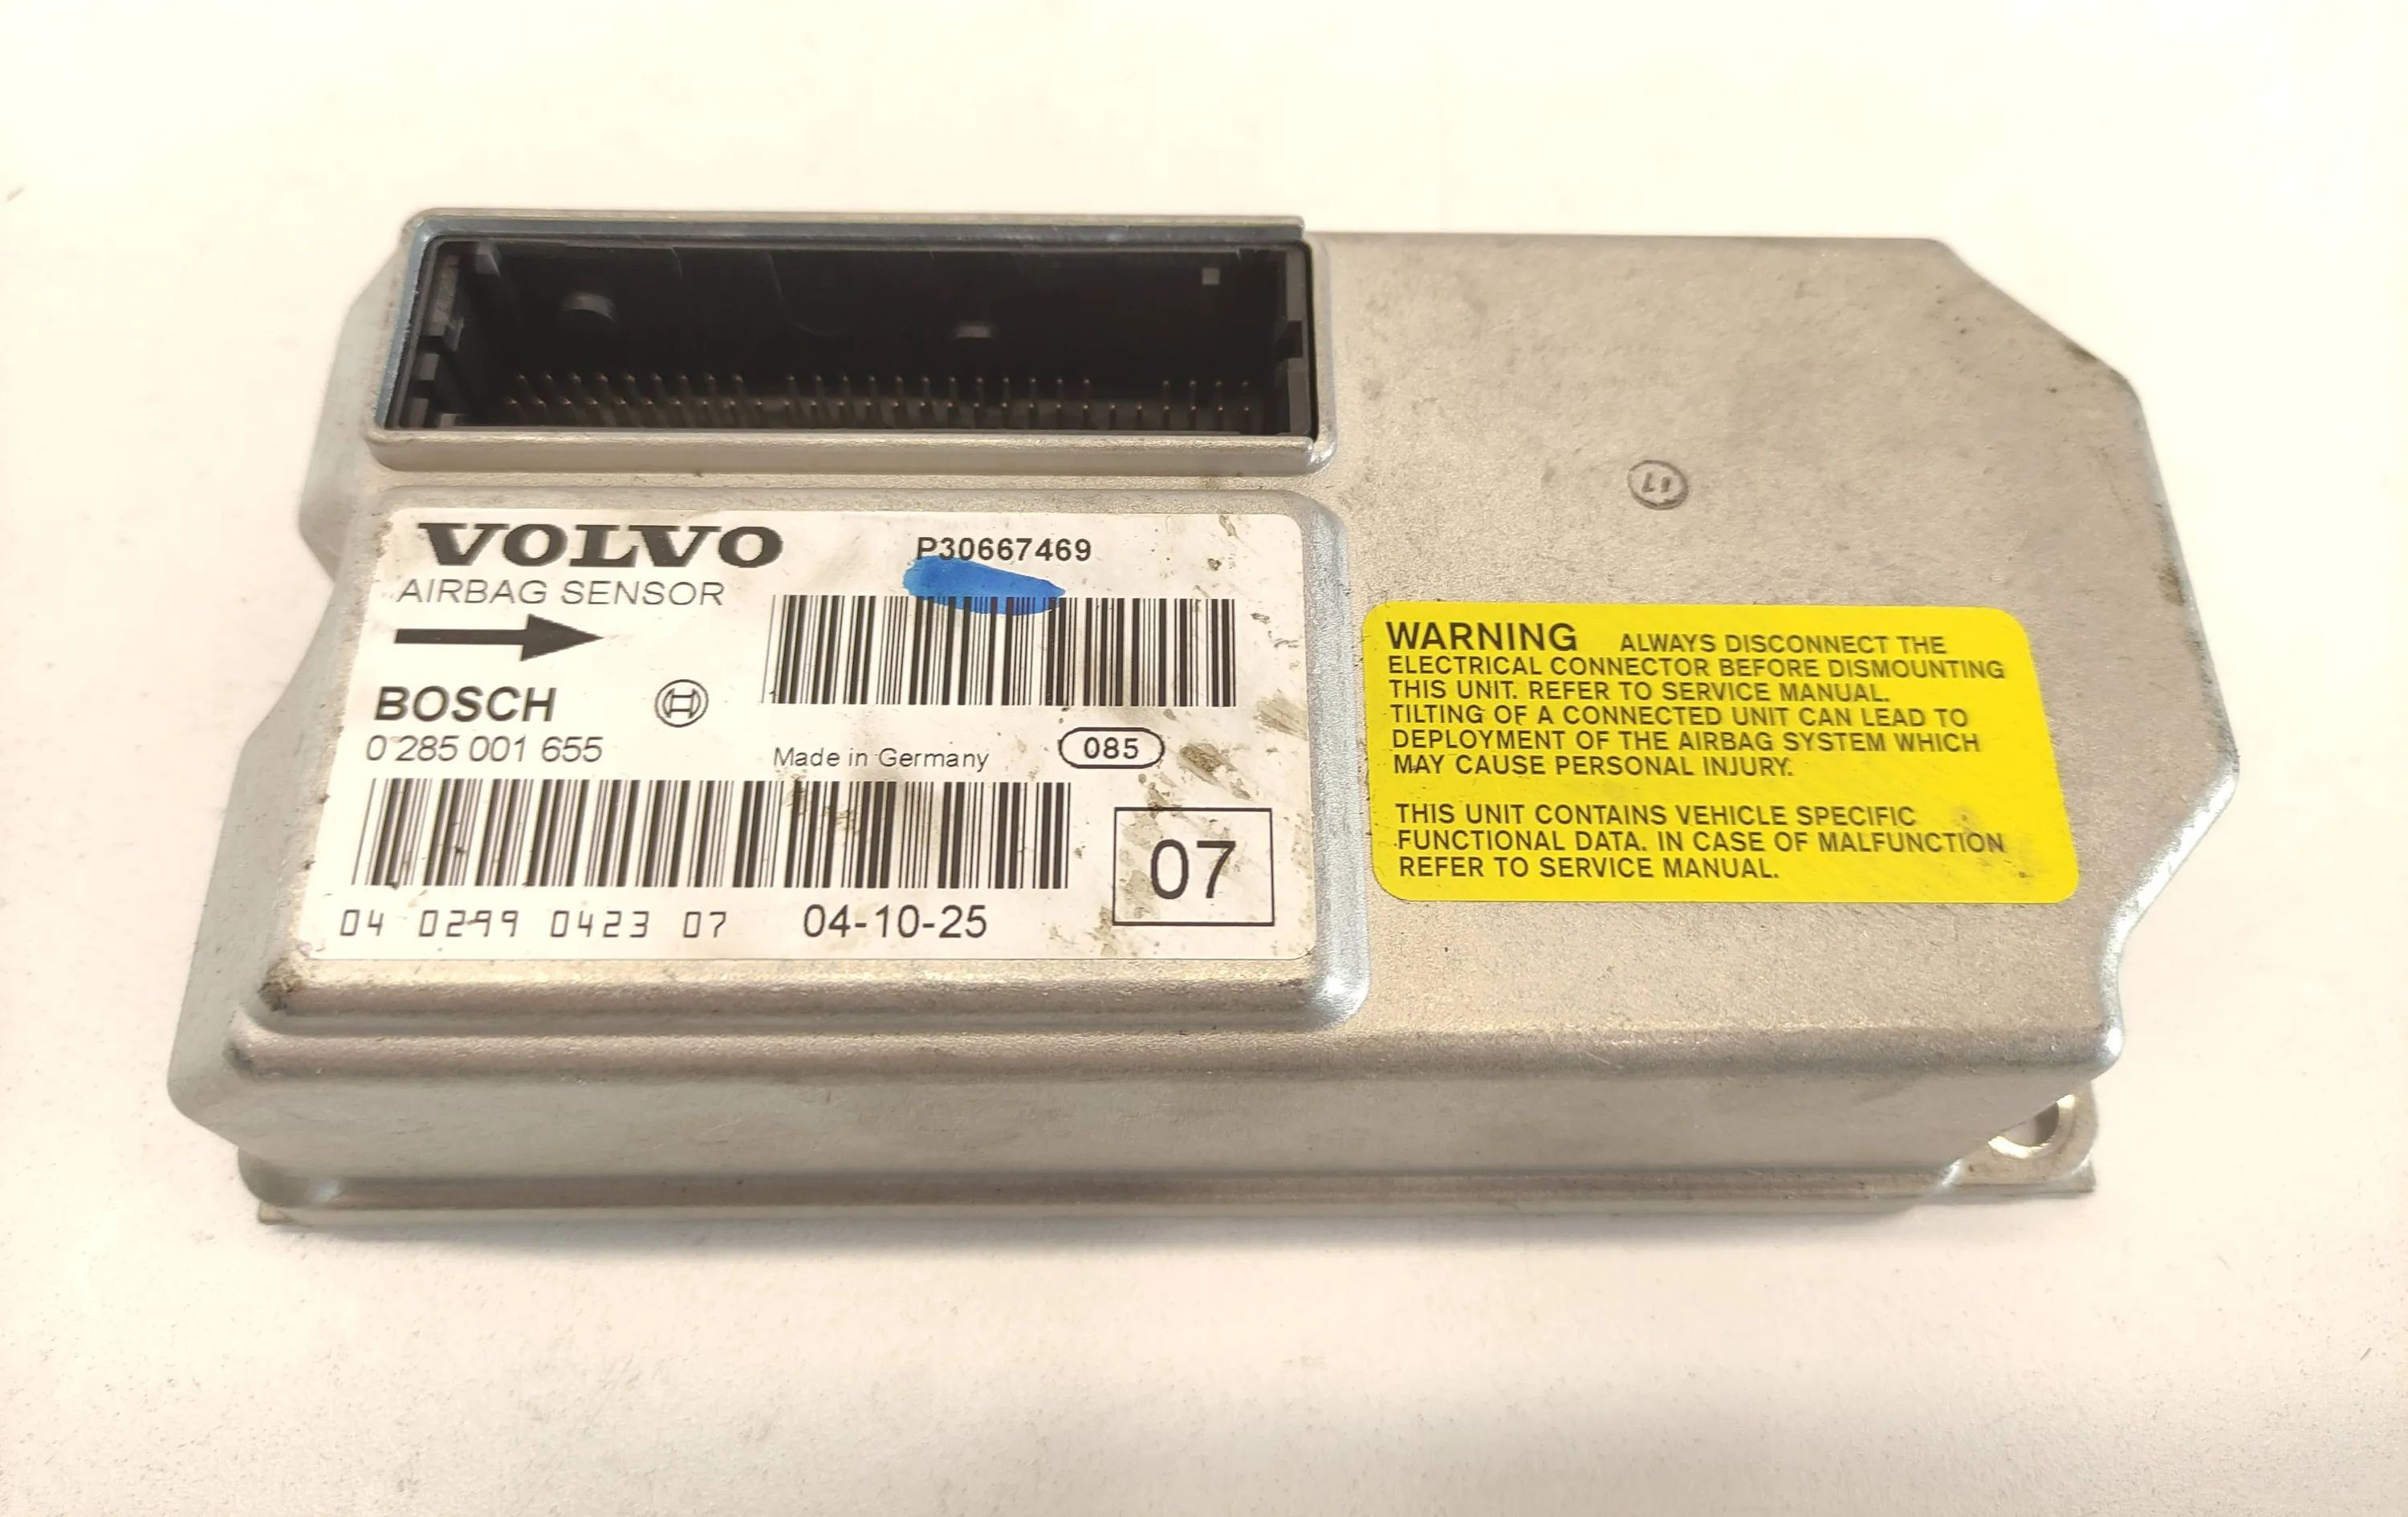 VOLVO
P30667469
AIRBAG SENSOR
BOSCH
0 285 001 655
Made in Germany
085
07
04 0299 0423 07
04-10-25
WARNING ALWAYS DISCONNECT THE
ELECTRICAL CONNECTOR BEFORE DISMOUNTING
THIS UNIT. REFER TO SERVICE MANUAL.
TILTING OF A CONNECTED UNIT CAN LEAD TO
DEPLOYMENT OF THE AIRBAG SYSTEM WHICH
MAY CAUSE PERSONAL INJURY.
THIS UNIT CONTAINS VEHICLE SPECIFIC
FUNCTIONAL DATA. IN CASE OF MALFUNCTION
REFER TO SERVICE MANUAL.